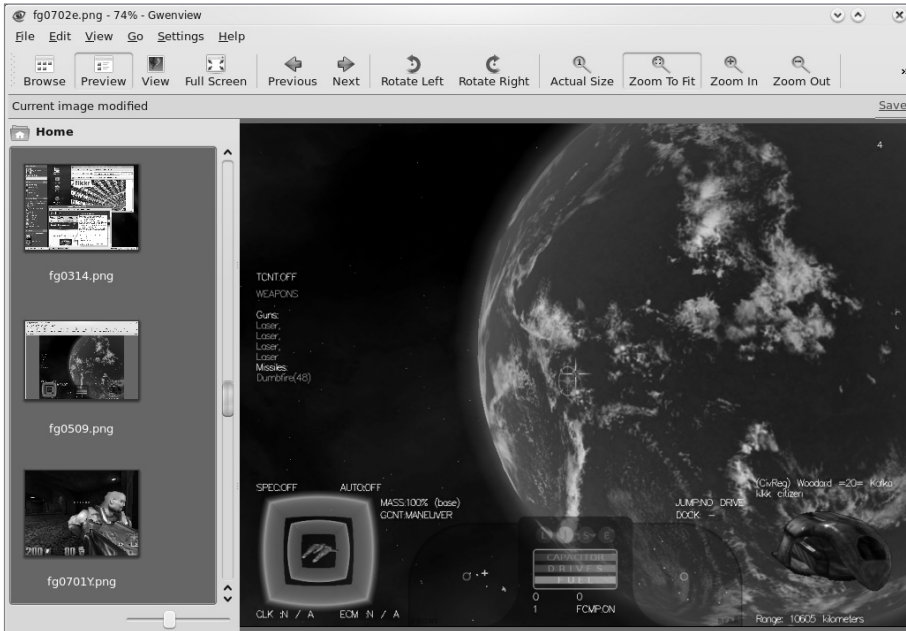 fg0702e.png - 74% - Gwenview
File Edit View Go Settings Help
Browse Preview View Full Screen Previous Next Rotate Left Rotate Right Actual Size Zoom To Fit Zoom In Zoom Out »
Current image modified Save
Home
fg0314.png
fg0509.png
200 80
fg0701Y.png
4
TCNT:OFF
WEAPONS
Guns:
Laser,
Laser,
Laser,
Laser
Missiles:
Dumbfire(48)
SPEC:OFF AUTO:OFF
MASS:100% (base)
GCNT:MANEUVER
CLK :N / A ECM :N / A
CAPACITOR
DRIVES
FUEL
0 0
1 FCMP:ON
(CivReg) Woodard =20= Kafka
klkk citizen
JUMP:NO DRIVE
DOCK: -
Range: 10605 kilometers